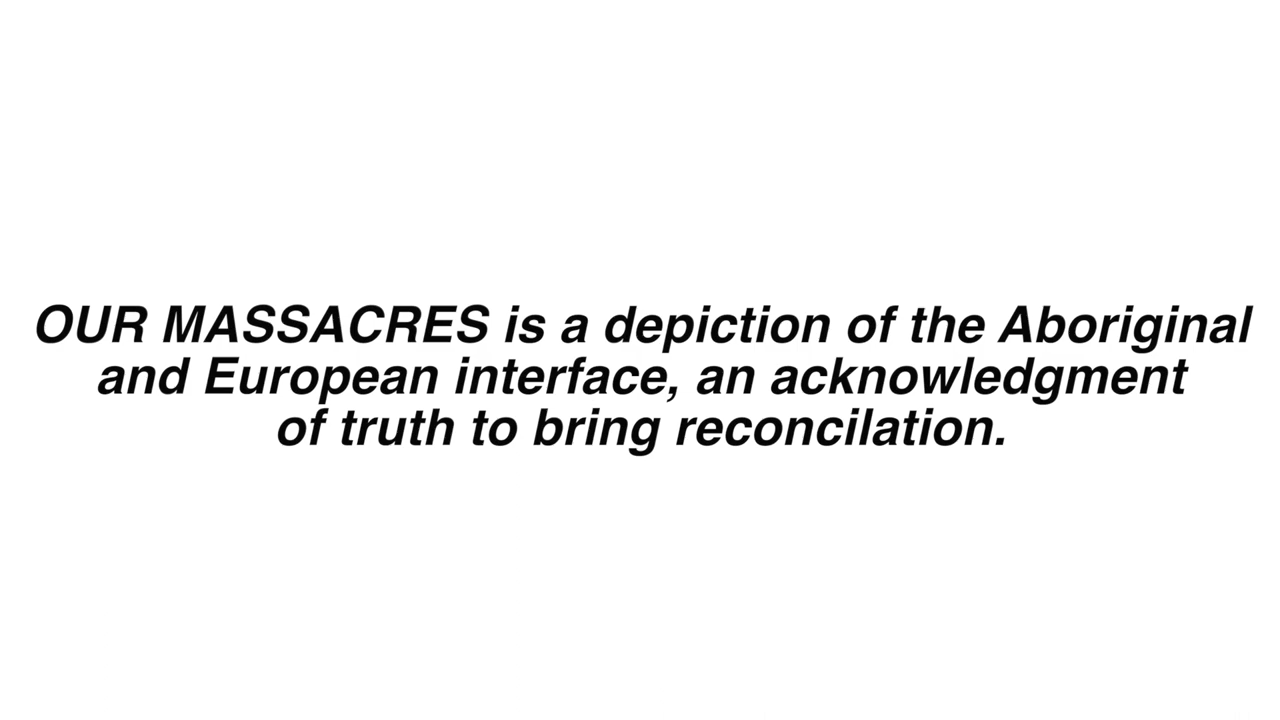 OUR MASSACRES is a depiction of the Aboriginal
and European interface, an acknowledgment
of truth to bring reconcilation.